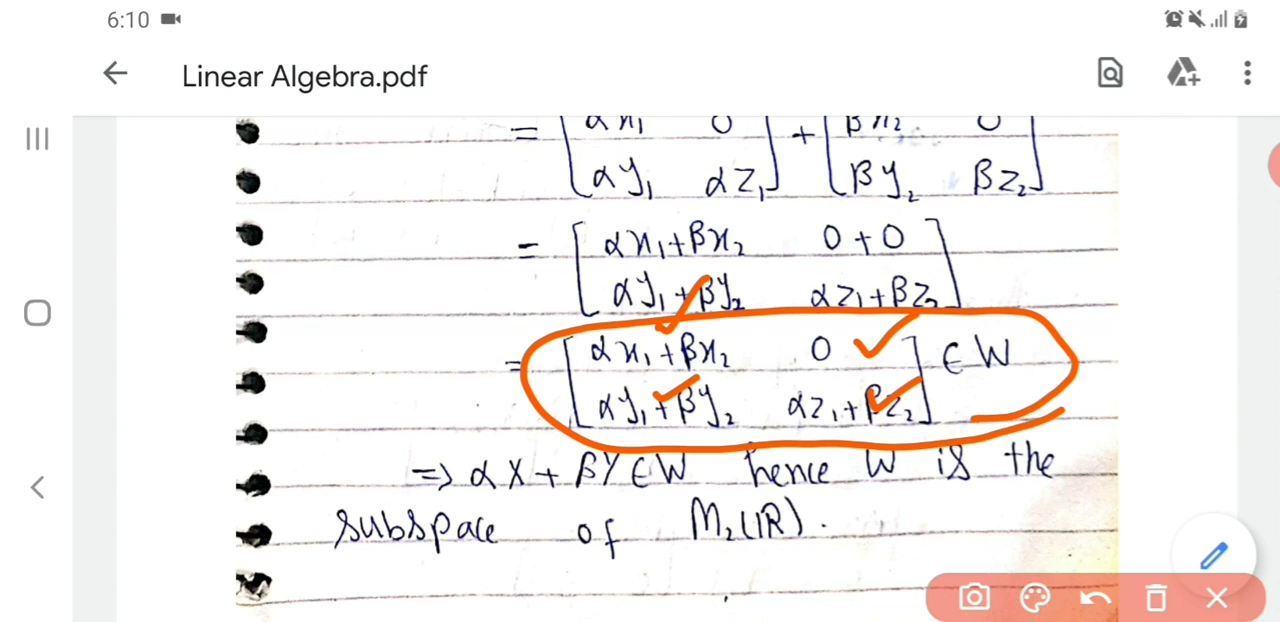 6:10
Linear Algebra.pdf
= [ αx₁ 0 ] + [ βx₂ 0 ]
[ αy₁ αz₁ ] [ βy₂ βz₂ ]
= [ αx₁+βx₂ 0+0 ]
[ αy₁+βy₂ αz₁+βz₂ ]
= [ αx₁+βx₂ 0 ] ∈ W
[ αy₁+βy₂ αz₁+βz₂ ]
=> αX + βY ∈ W hence W is the
subspace of M₂(IR).